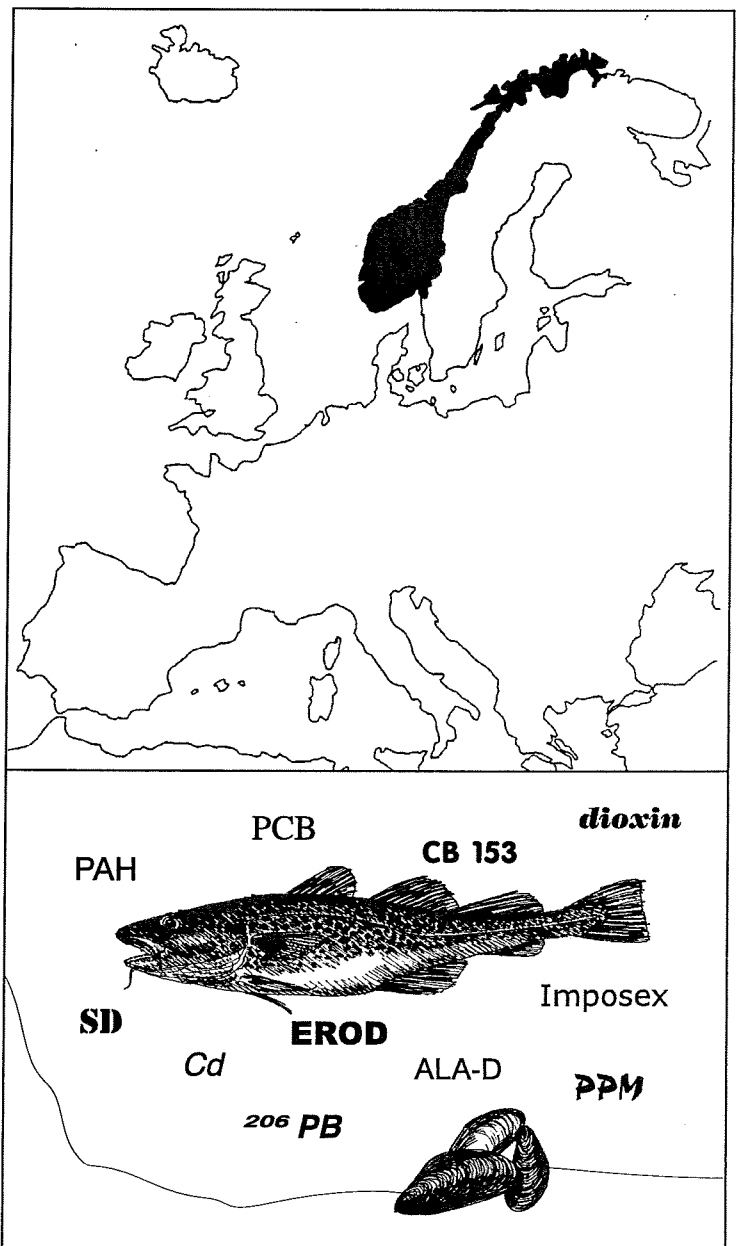 PCB
dioxin
CB 153
PAH
Imposex
SD
EROD
Cd
ALA-D
PPM
²⁰⁶ PB